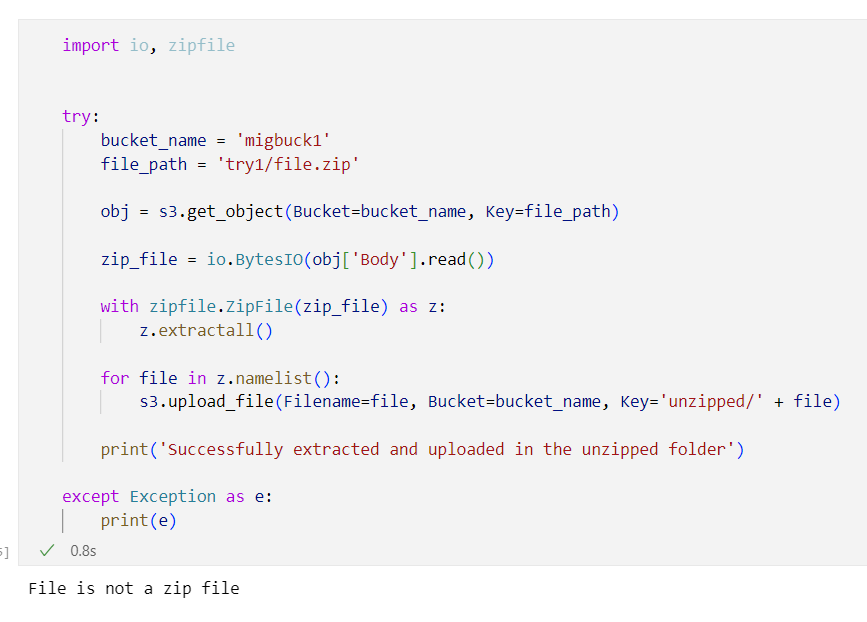 import io, zipfile
try:
bucket_name = 'migbuck1'
file_path = 'try1/file.zip'
obj = s3.get_object(Bucket=bucket_name, Key=file_path)
zip_file = io.BytesIO(obj['Body'].read())
with zipfile.ZipFile(zip_file) as z:
z.extractall()
for file in z.namelist():
s3.upload_file(Filename=file, Bucket=bucket_name, Key='unzipped/' + file)
print('Successfully extracted and uploaded in the unzipped folder')
except Exception as e:
print(e)
✓ 0.8s
File is not a zip file